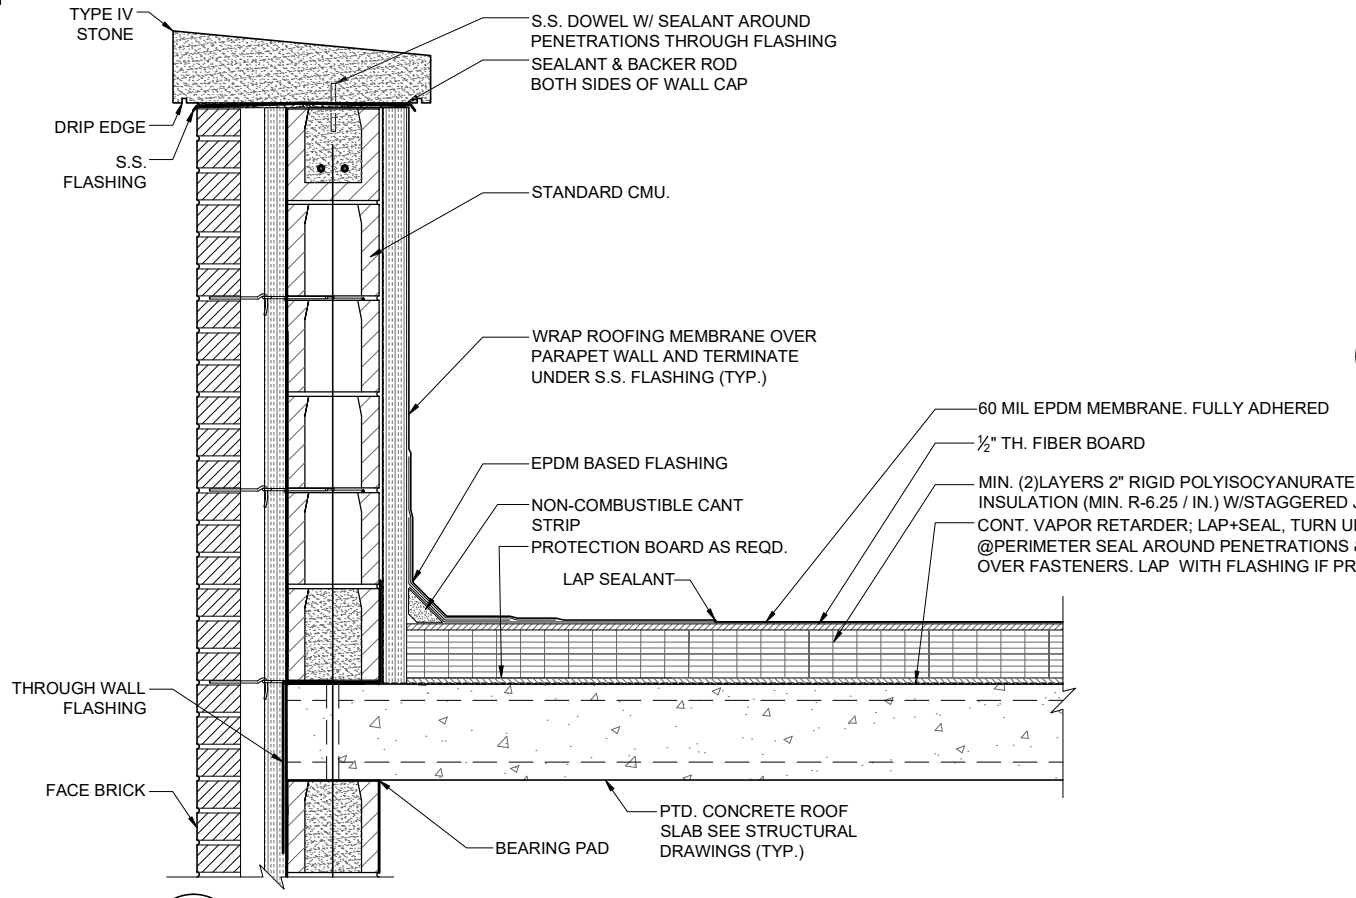 TYPE IV
STONE
DRIP EDGE
S.S.
FLASHING
S.S. DOWEL W/ SEALANT AROUND
PENETRATIONS THROUGH FLASHING
SEALANT & BACKER ROD
BOTH SIDES OF WALL CAP
STANDARD CMU.
WRAP ROOFING MEMBRANE OVER
PARAPET WALL AND TERMINATE
UNDER S.S. FLASHING (TYP.)
EPDM BASED FLASHING
NON-COMBUSTIBLE CANT
STRIP
PROTECTION BOARD AS REQD.
LAP SEALANT
60 MIL EPDM MEMBRANE. FULLY ADHERED
½" TH. FIBER BOARD
MIN. (2)LAYERS 2" RIGID POLYISOCYANURATE
INSULATION (MIN. R-6.25 / IN.) W/STAGGERED
CONT. VAPOR RETARDER; LAP+SEAL, TURN
@PERIMETER SEAL AROUND PENETRATIONS
OVER FASTENERS. LAP WITH FLASHING IF
THROUGH WALL
FLASHING
FACE BRICK
BEARING PAD
PTD. CONCRETE ROOF
SLAB SEE STRUCTURAL
DRAWINGS (TYP.)